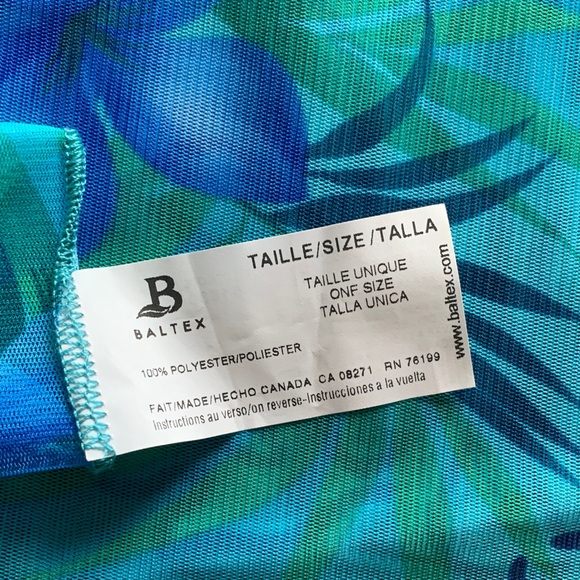 B
BALTEX
TAILLE/SIZE/TALLA
TAILLE UNIQUE
ONF SIZE
TALLA UNICA
100% POLYESTER/POLIESTER
FAIT/MADE/HECHO CANADA CA 08271 RN 76199
Instructions au verso/on reverse-Instrucciones a la vuelta
www.baltex.com